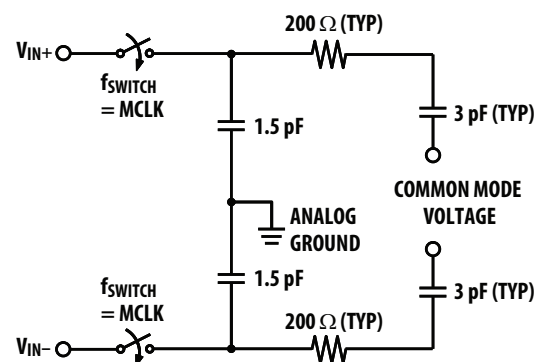 200 Ω (TYP)
VIN+
fSWITCH
= MCLK
1.5 pF
3 pF (TYP)
COMMON MODE
VOLTAGE
ANALOG
GROUND
1.5 pF
fSWITCH
= MCLK
3 pF (TYP)
200 Ω (TYP)
VIN–